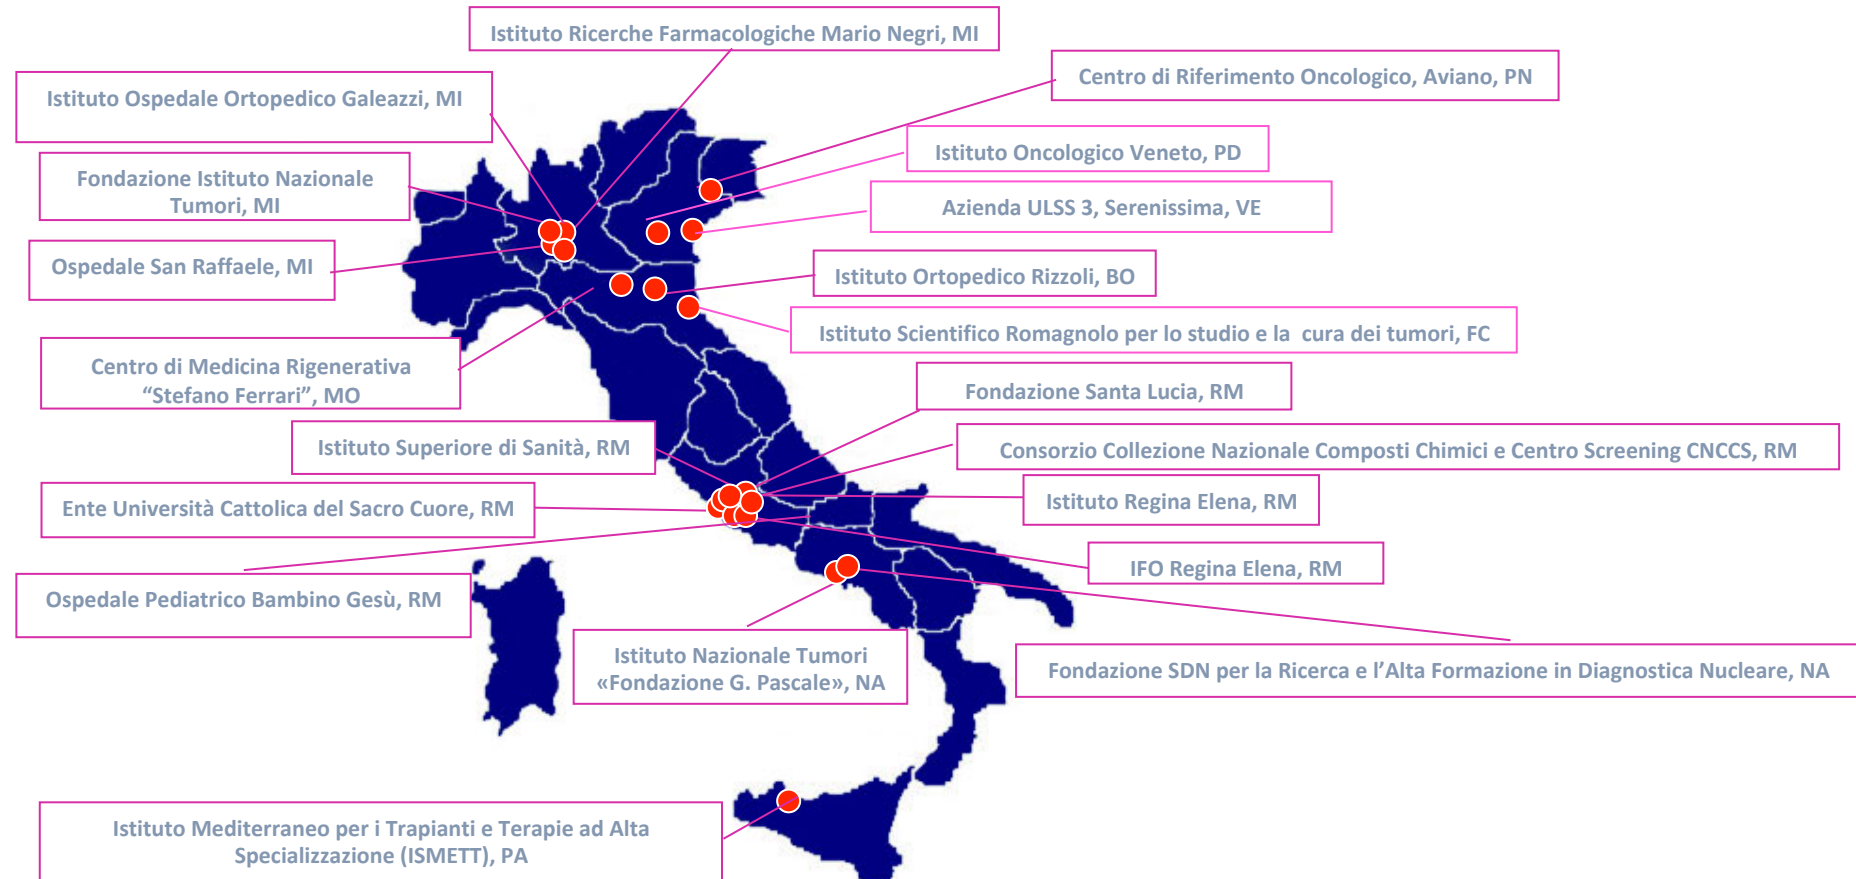 Istituto Ricerche Farmacologiche Mario Negri, MI
Centro di Riferimento Oncologico, Aviano, PN
Istituto Ospedale Ortopedico Galeazzi, MI
Istituto Oncologico Veneto, PD
Fondazione Istituto Nazionale
Tumori, MI
Azienda ULSS 3, Serenissima, VE
Ospedale San Raffaele, MI
Istituto Ortopedico Rizzoli, BO
Istituto Scientifico Romagnolo per lo studio e la cura dei tumori, FC
Centro di Medicina Rigenerativa
“Stefano Ferrari”, MO
Fondazione Santa Lucia, RM
Istituto Superiore di Sanità, RM
Consorzio Collezione Nazionale Composti Chimici e Centro Screening CNCCS, RM
Ente Università Cattolica del Sacro Cuore, RM
Istituto Regina Elena, RM
IFO Regina Elena, RM
Ospedale Pediatrico Bambino Gesù, RM
Istituto Nazionale Tumori
«Fondazione G. Pascale», NA
Fondazione SDN per la Ricerca e l’Alta Formazione in Diagnostica Nucleare, NA
Istituto Mediterraneo per i Trapianti e Terapie ad Alta
Specializzazione (ISMETT), PA